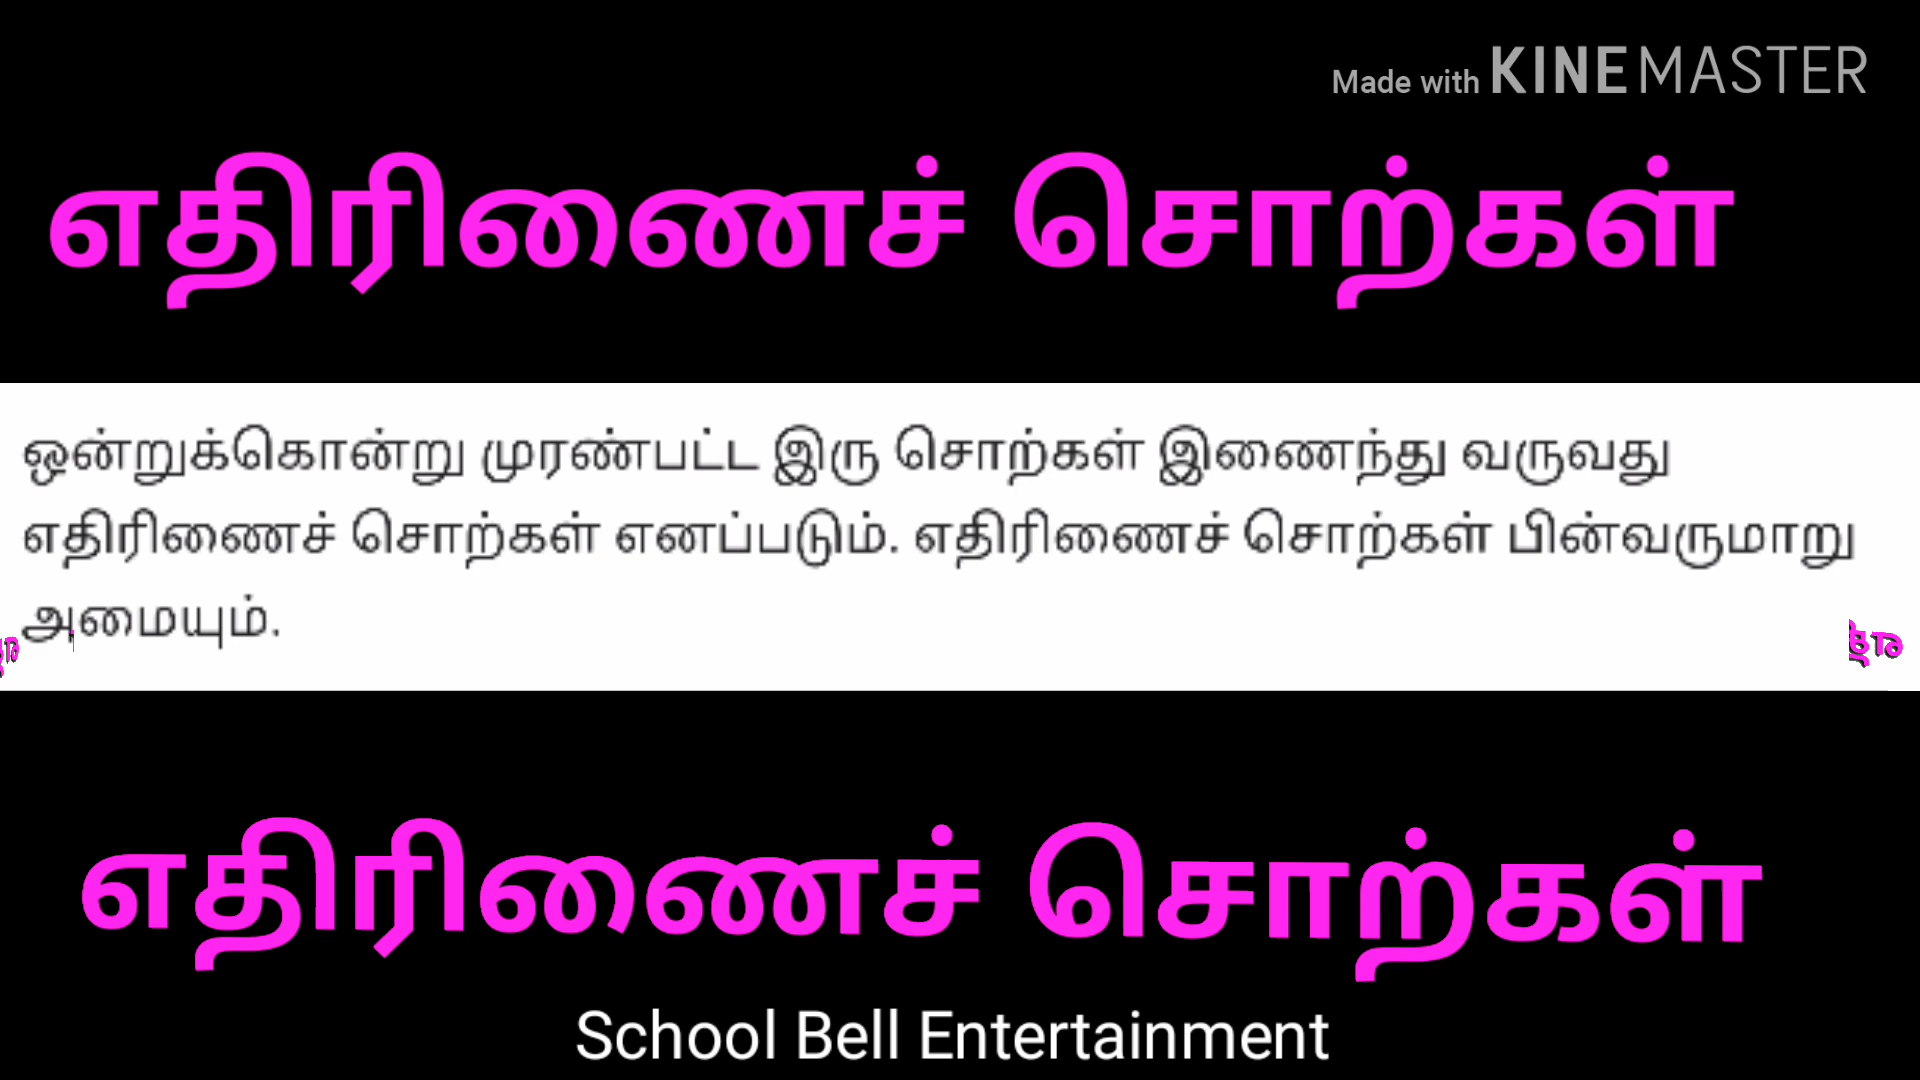 Made with KINEMASTER
எதிரிணைச் சொற்கள்
ஒன்றுக்கொன்று முரண்பட்ட இரு சொற்கள் இணைந்து வருவது
எதிரிணைச் சொற்கள் எனப்படும். எதிரிணைச் சொற்கள் பின்வருமாறு
அமையும்.
எதிரிணைச் சொற்கள்
School Bell Entertainment